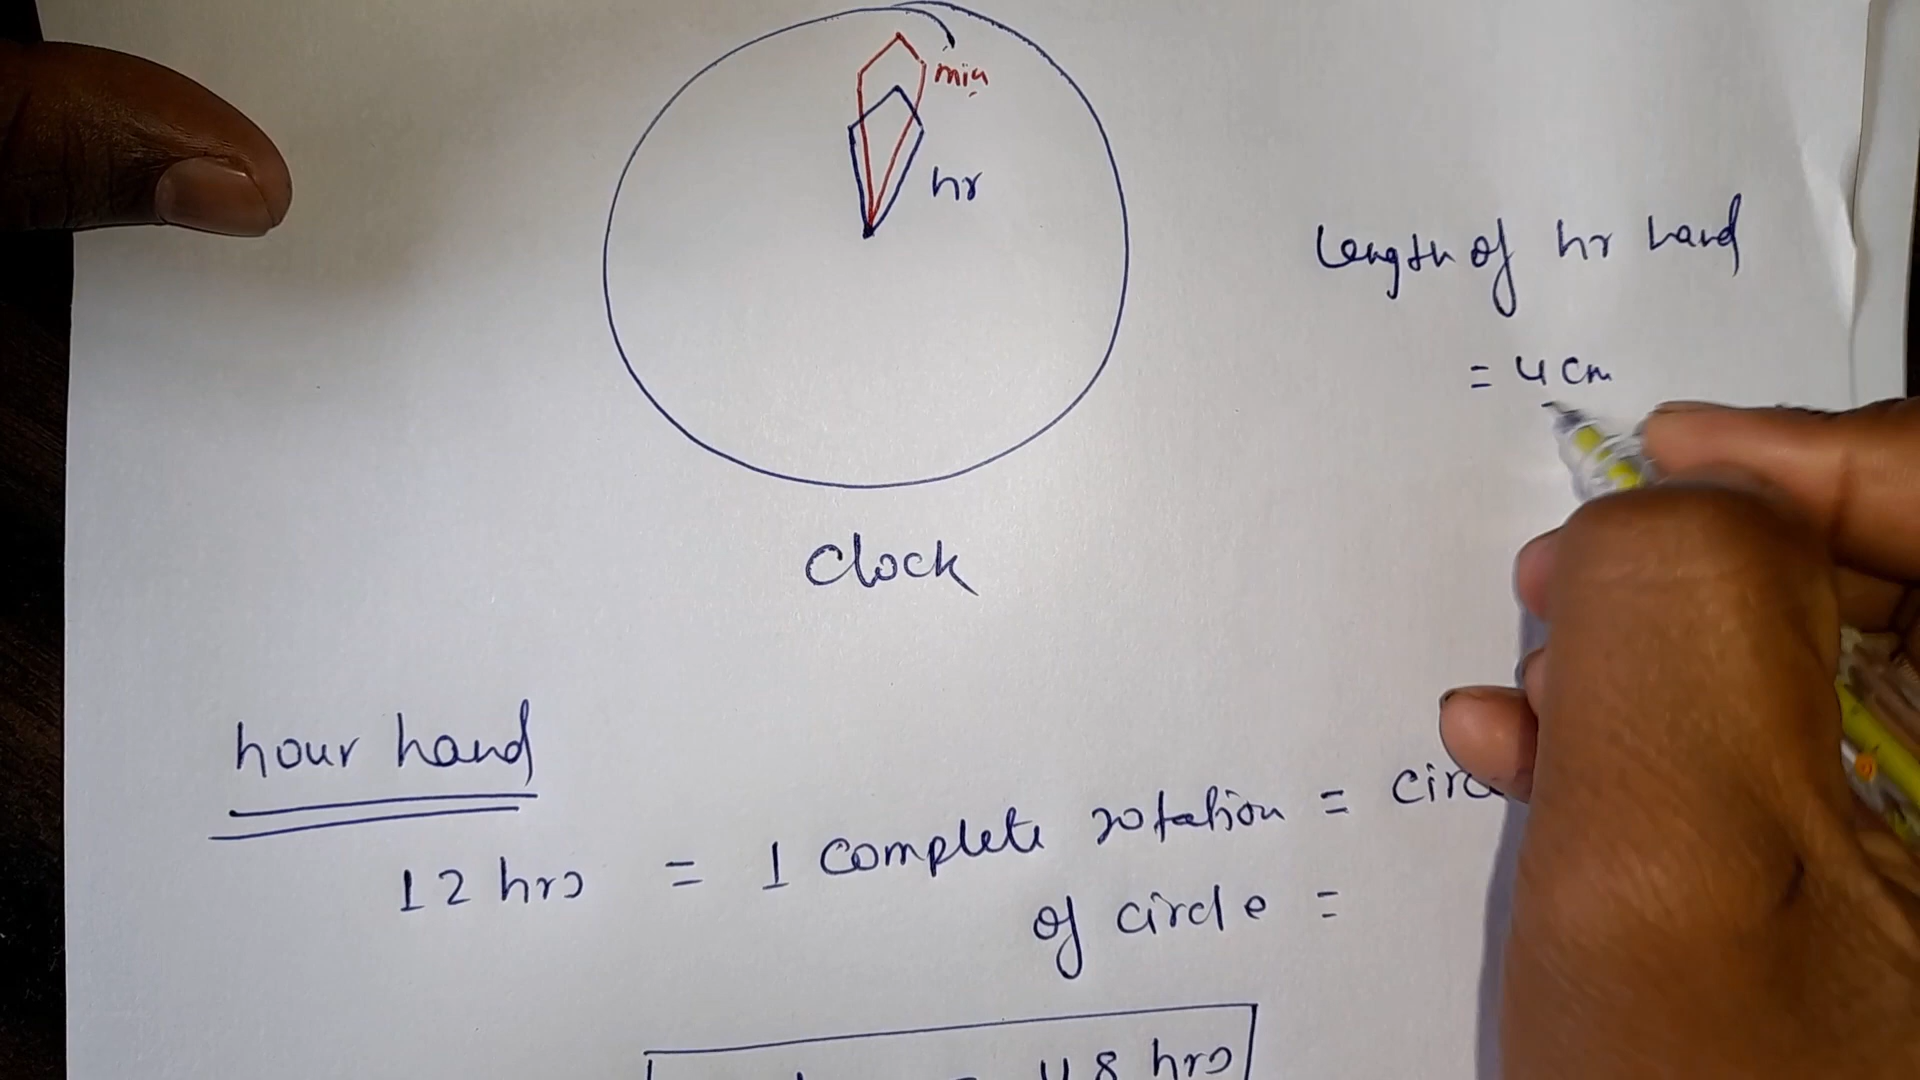 min
hr
length of hr hand
= 4 cm
Clock
hour hand
12 hrs = 1 complete rotation =
of circle =
= 48 hrs